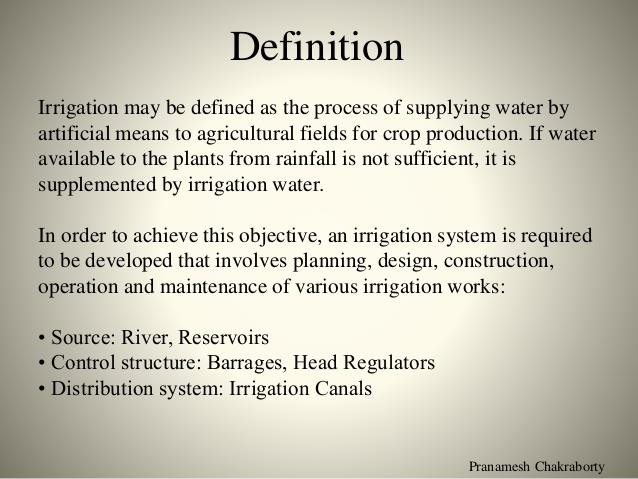 Definition
Irrigation may be defined as the process of supplying water by
artificial means to agricultural fields for crop production. If water
available to the plants from rainfall is not sufficient, it is
supplemented by irrigation water.
In order to achieve this objective, an irrigation system is required
to be developed that involves planning, design, construction,
operation and maintenance of various irrigation works:
• Source: River, Reservoirs
• Control structure: Barrages, Head Regulators
• Distribution system: Irrigation Canals
Pranamesh Chakraborty